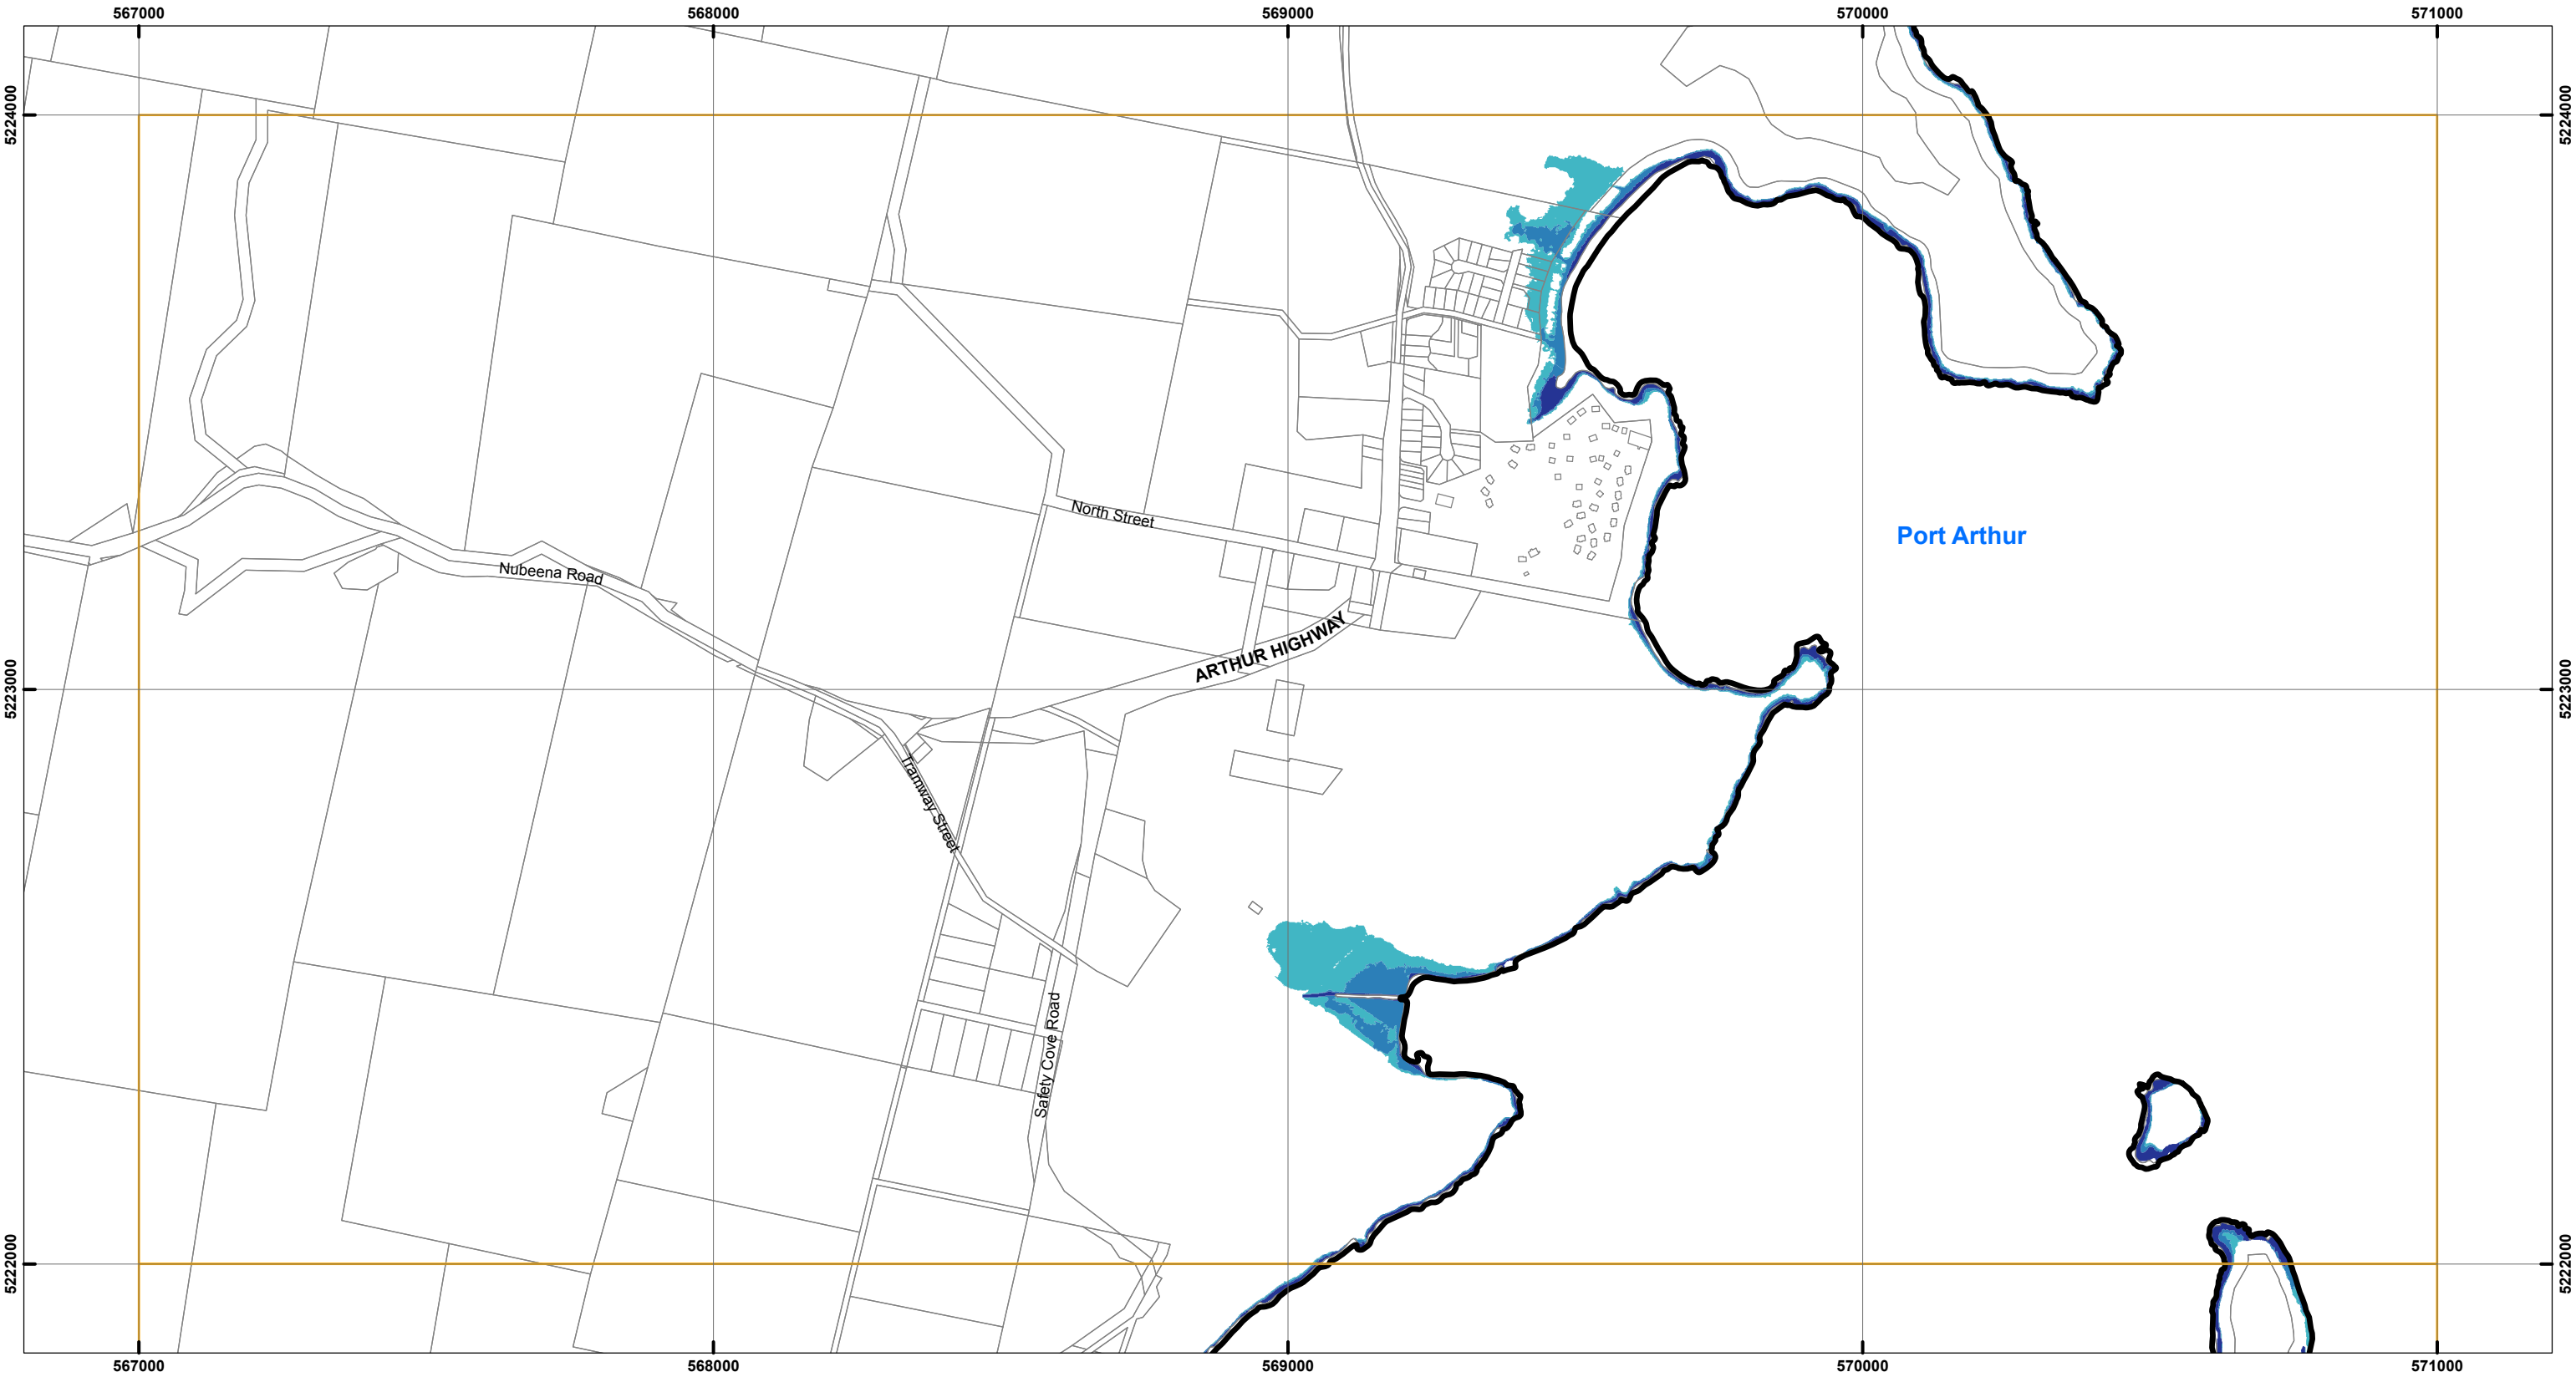 567000 568000 569000 570000 571000
5224000 5224000
North Street
Port Arthur
Nubeena Road
ARTHUR HIGHWAY
5223000 5223000
Tramway Street
Safety Cove Road
5222000 5222000
567000 568000 569000 570000 571000